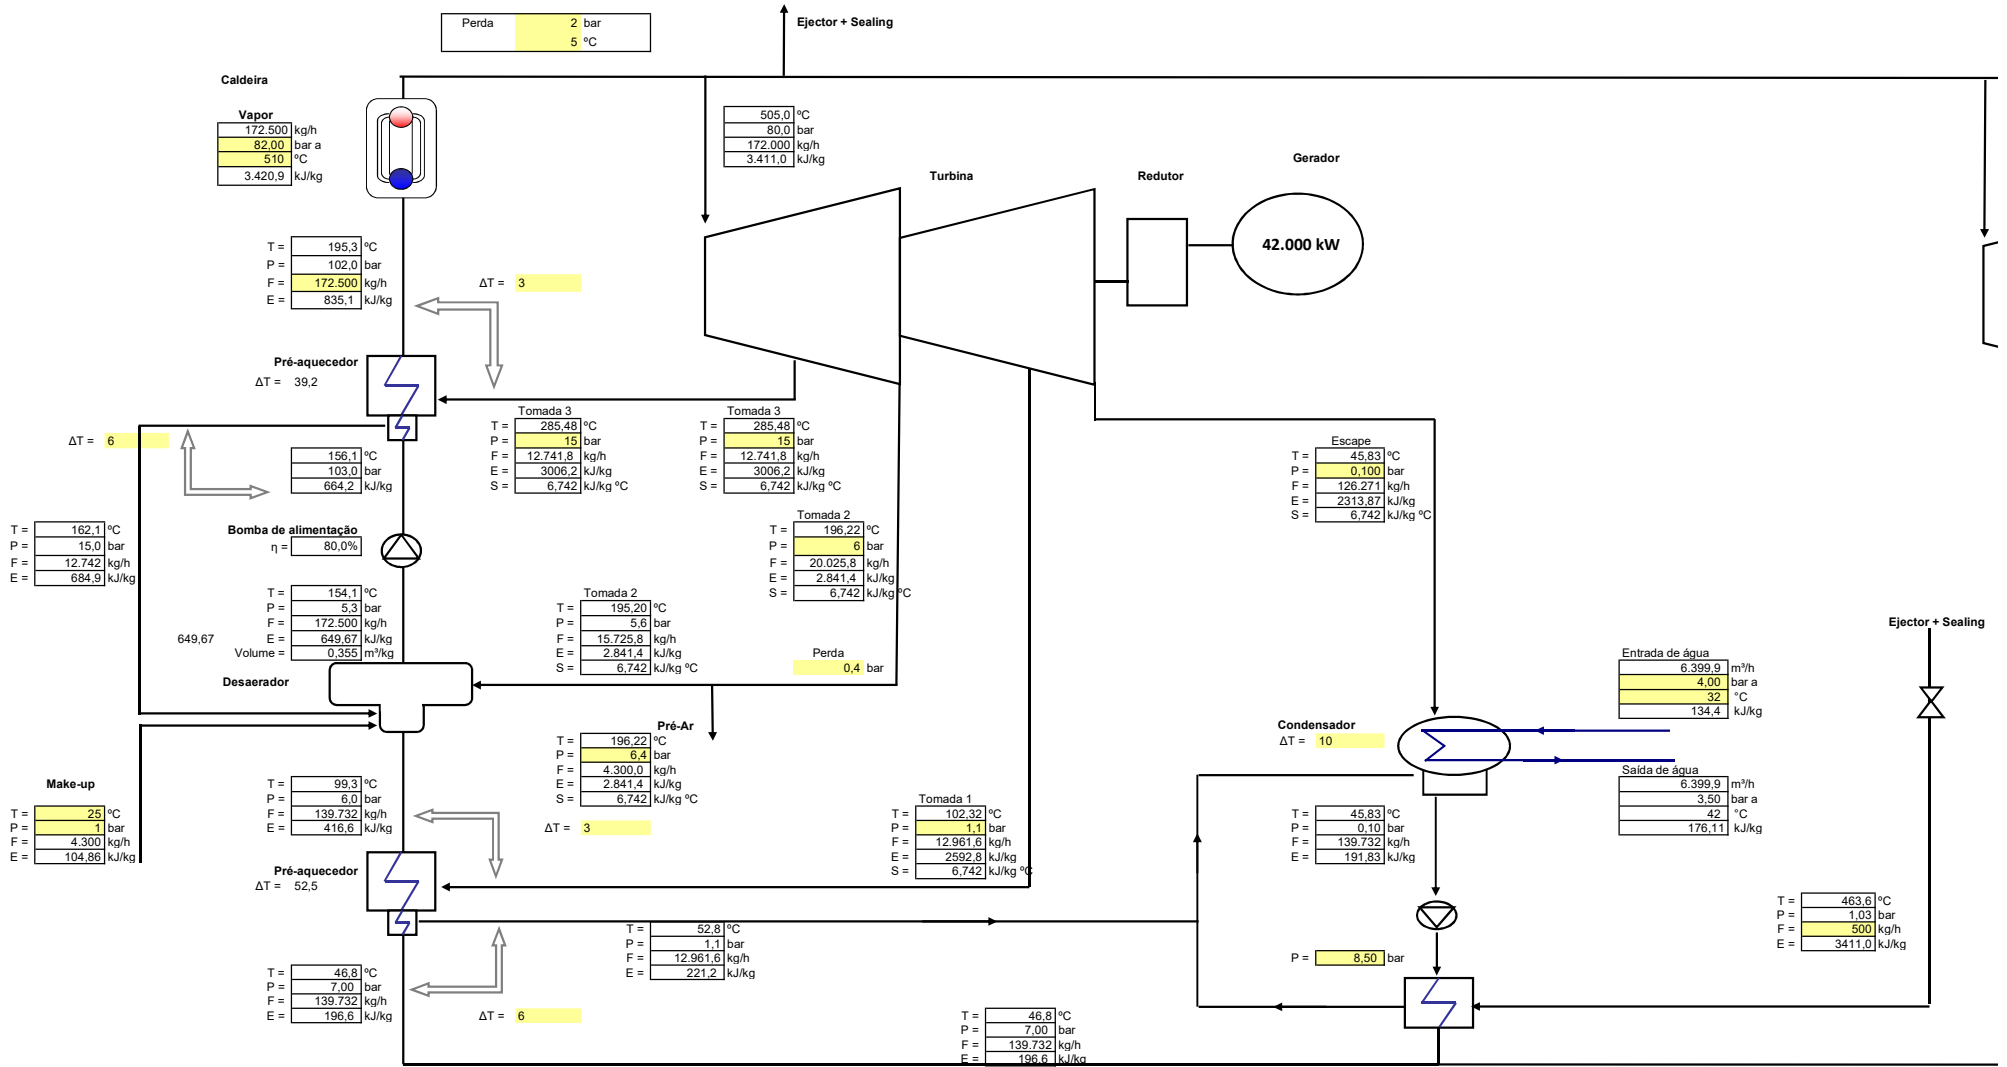 Perda 2 bar
5 ºC
Ejector + Sealing
Caldeira
Vapor
172.500 kg/h
82,00 bar a
510 ºC
3.420,9 kJ/kg
505,0 ºC
80,0 bar
172.000 kg/h
3.411,0 kJ/kg
Turbina
Redutor
Gerador
42.000 kW
T = 195,3 ºC
P = 102,0 bar
F = 172.500 kg/h
E = 835,1 kJ/kg
ΔT = 3
Pré-aquecedor
ΔT = 39,2
ΔT = 6
156,1 ºC
103,0 bar
664,2 kJ/kg
Tomada 3
T = 285,48 ºC
P = 15 bar
F = 12.741,8 kg/h
E = 3006,2 kJ/kg
S = 6,742 kJ/kg ºC
Tomada 3
T = 285,48 ºC
P = 15 bar
F = 12.741,8 kg/h
E = 3006,2 kJ/kg
S = 6,742 kJ/kg ºC
Escape
T = 45,83 ºC
P = 0,100 bar
F = 126.271 kg/h
E = 2313,87 kJ/kg
S = 6,742 kJ/kg ºC
T = 162,1 ºC
P = 15,0 bar
F = 12.742 kg/h
E = 684,9 kJ/kg
Bomba de alimentação
η = 80,0%
Tomada 2
T = 196,22 ºC
P = 6 bar
F = 20.025,8 kg/h
E = 2.841,4 kJ/kg
S = 6,742 kJ/kg ºC
T = 154,1 ºC
P = 5,3 bar
F = 172.500 kg/h
649,67 E = 649,67 kJ/kg
Volume = 0,355 m³/kg
Tomada 2
T = 195,20 ºC
P = 5,6 bar
F = 15.725,8 kg/h
E = 2.841,4 kJ/kg
S = 6,742 kJ/kg ºC
Perda
0,4 bar
Desaerador
Ejector + Sealing
Entrada de água
6.399,9 m³/h
4,00 bar a
32 °C
134,4 kJ/kg
Condensador
ΔT = 10
Saída de água
6.399,9 m³/h
3,50 bar a
42 °C
176,11 kJ/kg
Pré-Ar
T = 196,22 ºC
P = 6,4 bar
F = 4.300,0 kg/h
E = 2.841,4 kJ/kg
S = 6,742 kJ/kg ºC
Make-up
T = 25 ºC
P = 1 bar
F = 4.300 kg/h
E = 104,86 kJ/kg
T = 99,3 ºC
P = 6,0 bar
F = 139.732 kg/h
E = 416,6 kJ/kg
ΔT = 3
Tomada 1
T = 102,32 ºC
P = 1,1 bar
F = 12.961,6 kg/h
E = 2592,8 kJ/kg
S = 6,742 kJ/kg ºC
T = 45,83 ºC
P = 0,10 bar
F = 139.732 kg/h
E = 191,83 kJ/kg
Pré-aquecedor
ΔT = 52,5
T = 52,8 ºC
P = 1,1 bar
F = 12.961,6 kg/h
E = 221,2 kJ/kg
P = 8,50 bar
T = 463,6 ºC
P = 1,03 bar
F = 500 kg/h
E = 3411,0 kJ/kg
T = 46,8 ºC
P = 7,00 bar
F = 139.732 kg/h
E = 196,6 kJ/kg
ΔT = 6
T = 46,8 ºC
P = 7,00 bar
F = 139.732 kg/h
E = 196,6 kJ/kg